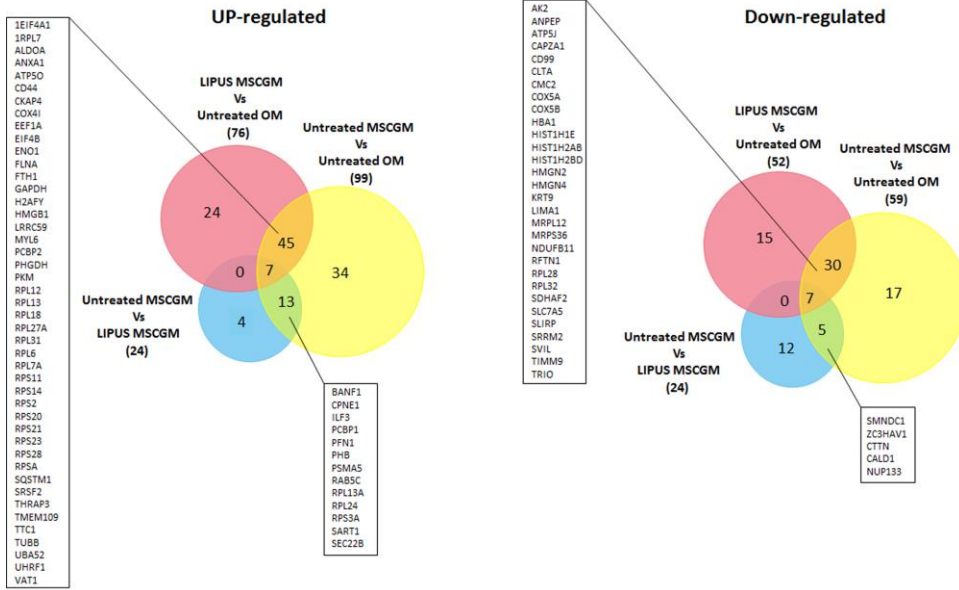 UP-regulated
1EIF4A1
1RPL7
ALDOA
ANXA1
ATP5O
CD44
CKAP4
COX4I
EEF1A
EIF4B
ENO1
FLNA
FTH1
GAPDH
H2AFY
HMGB1
LRRC59
MYL6
PCBP2
PHGDH
PKM
RPL12
RPL13
RPL18
RPL27A
RPL31
RPL6
RPL7A
RPS11
RPS14
RPS2
RPS20
RPS21
RPS23
RPS28
RPSA
SQSTM1
SRSF2
THRAP3
TMEM109
TTC1
TUBB
UBA52
UHRF1
VAT1
LIPUS MSCGM
Vs
Untreated OM
(76)
Untreated MSCGM
Vs
Untreated OM
(99)
24
45
0
7
34
13
4
Untreated MSCGM
Vs
LIPUS MSCGM
(24)
BANF1
CPNE1
ILF3
PCBP1
PFN1
PHB
PSMA5
RAB5C
RPL13A
RPL24
RPS3A
SART1
SEC22B
Down-regulated
AK2
ANPEP
ATP5J
CAPZA1
CD99
CLTA
CMC2
COX5A
COX5B
HBA1
HIST1H1E
HIST1H2AB
HIST1H2BD
HMGN2
HMGN4
KRT9
LIMA1
MRPL12
MRPS36
NDUFB11
RFTN1
RPL28
RPL32
SDHAF2
SLC7A5
SLIRP
SRRM2
SVIL
TIMM9
TRIO
LIPUS MSCGM
Vs
Untreated OM
(52)
Untreated MSCGM
Vs
Untreated OM
(59)
15
30
0
7
17
5
12
Untreated MSCGM
Vs
LIPUS MSCGM
(24)
SMNDC1
ZC3HAV1
CTTN
CALD1
NUP133